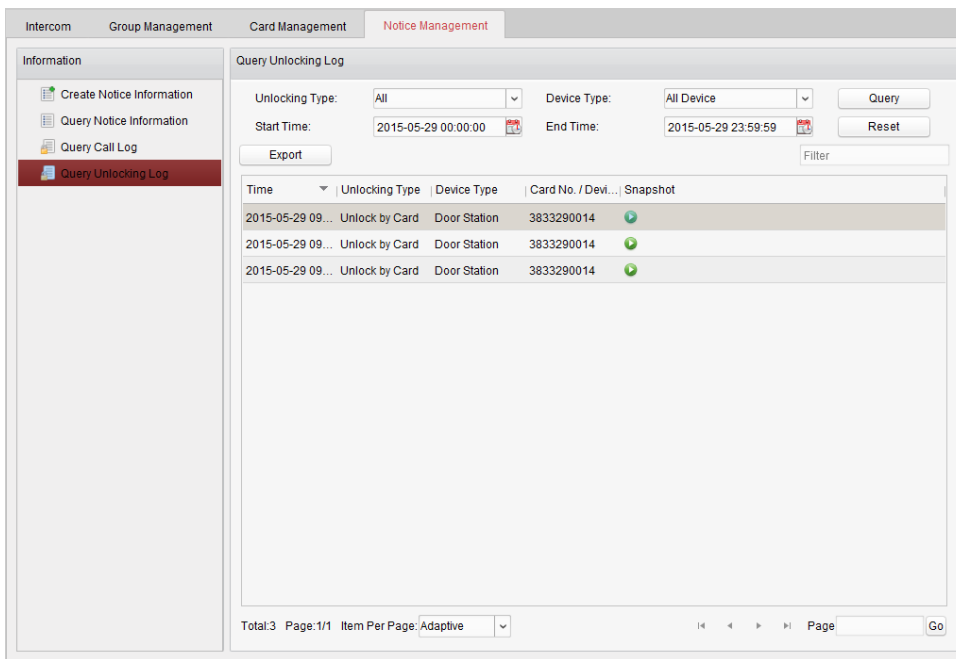 Intercom Group Management Card Management Notice Management
Information
Create Notice Information
Query Notice Information
Query Call Log
Query Unlocking Log
Query Unlocking Log
Unlocking Type: All Device Type: All Device Query
Start Time: 2015-05-29 00:00:00 End Time: 2015-05-29 23:59:59 Reset
Export Filter
Time Unlocking Type Device Type Card No. / Devi... Snapshot
2015-05-29 09... Unlock by Card Door Station 3833290014
2015-05-29 09... Unlock by Card Door Station 3833290014
2015-05-29 09... Unlock by Card Door Station 3833290014
Total:3 Page:1/1 Item Per Page: Adaptive Page Go